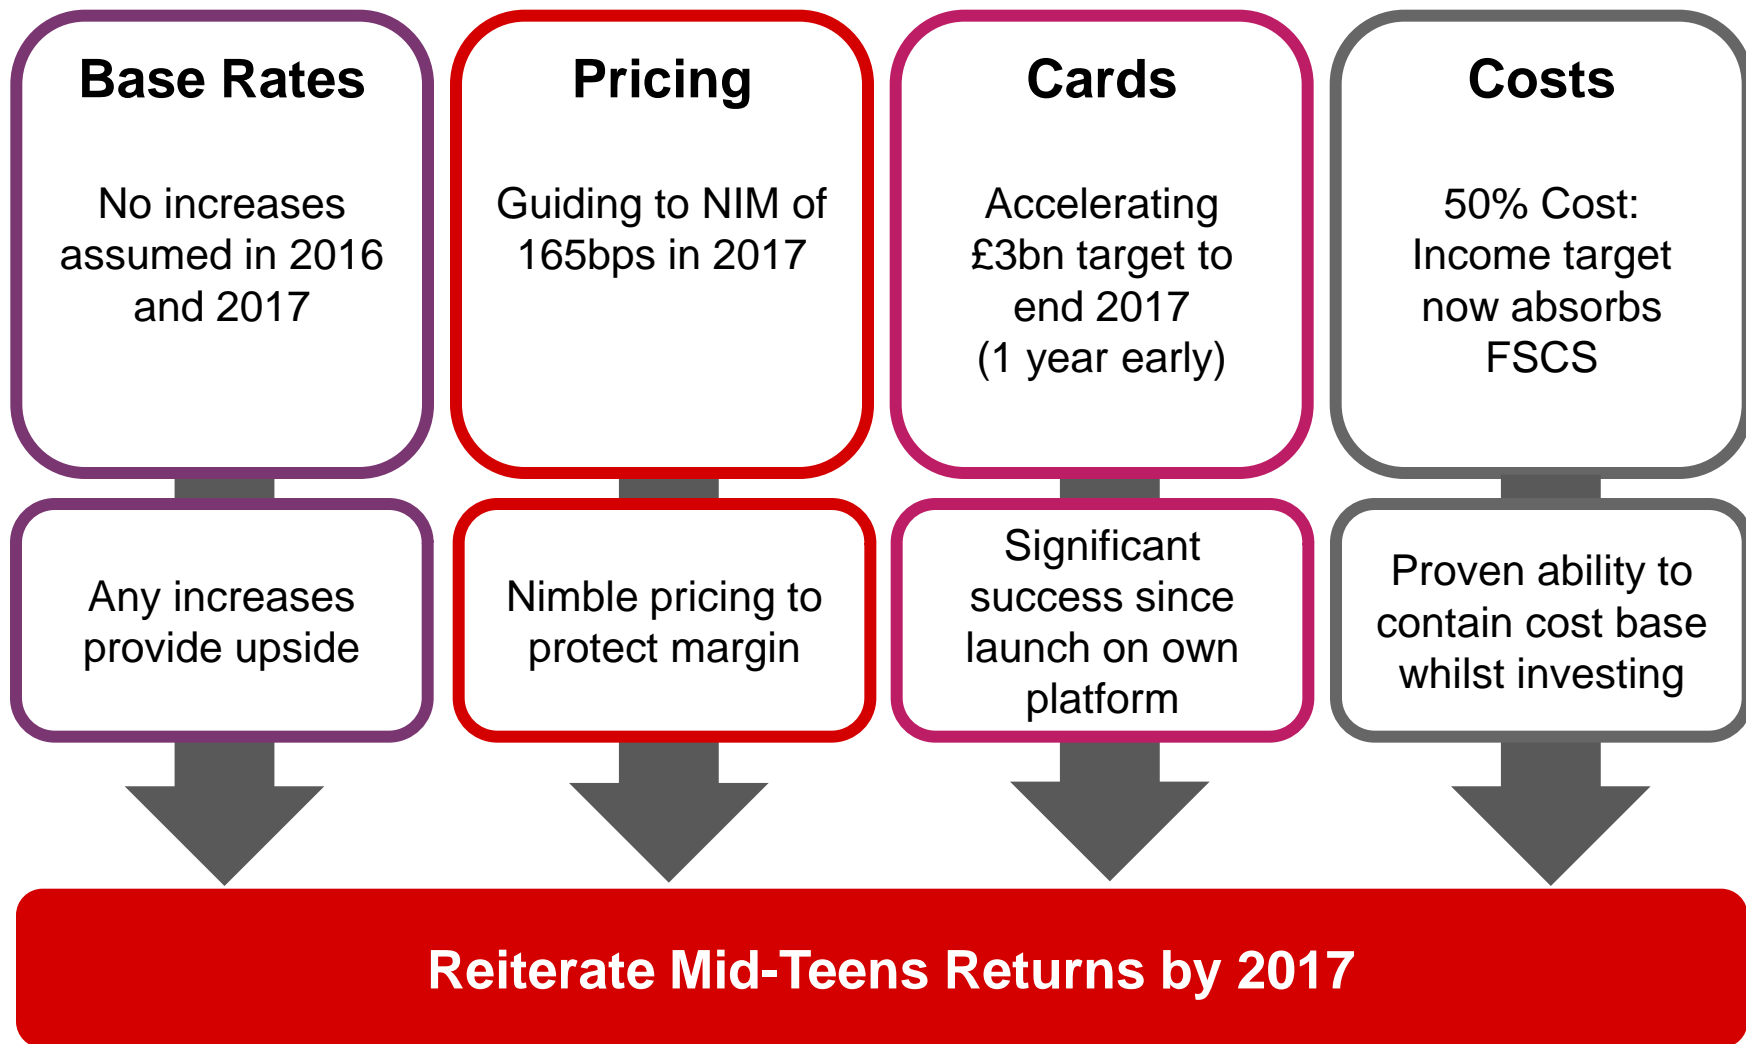 Base Rates
No increases
assumed in 2016
and 2017
Any increases
provide upside
Pricing
Guiding to NIM of
165bps in 2017
Nimble pricing to
protect margin
Cards
Accelerating
£3bn target to
end 2017
(1 year early)
Significant
success since
launch on own
platform
Costs
50% Cost:
Income target
now absorbs
FSCS
Proven ability to
contain cost base
whilst investing
Reiterate Mid-Teens Returns by 2017